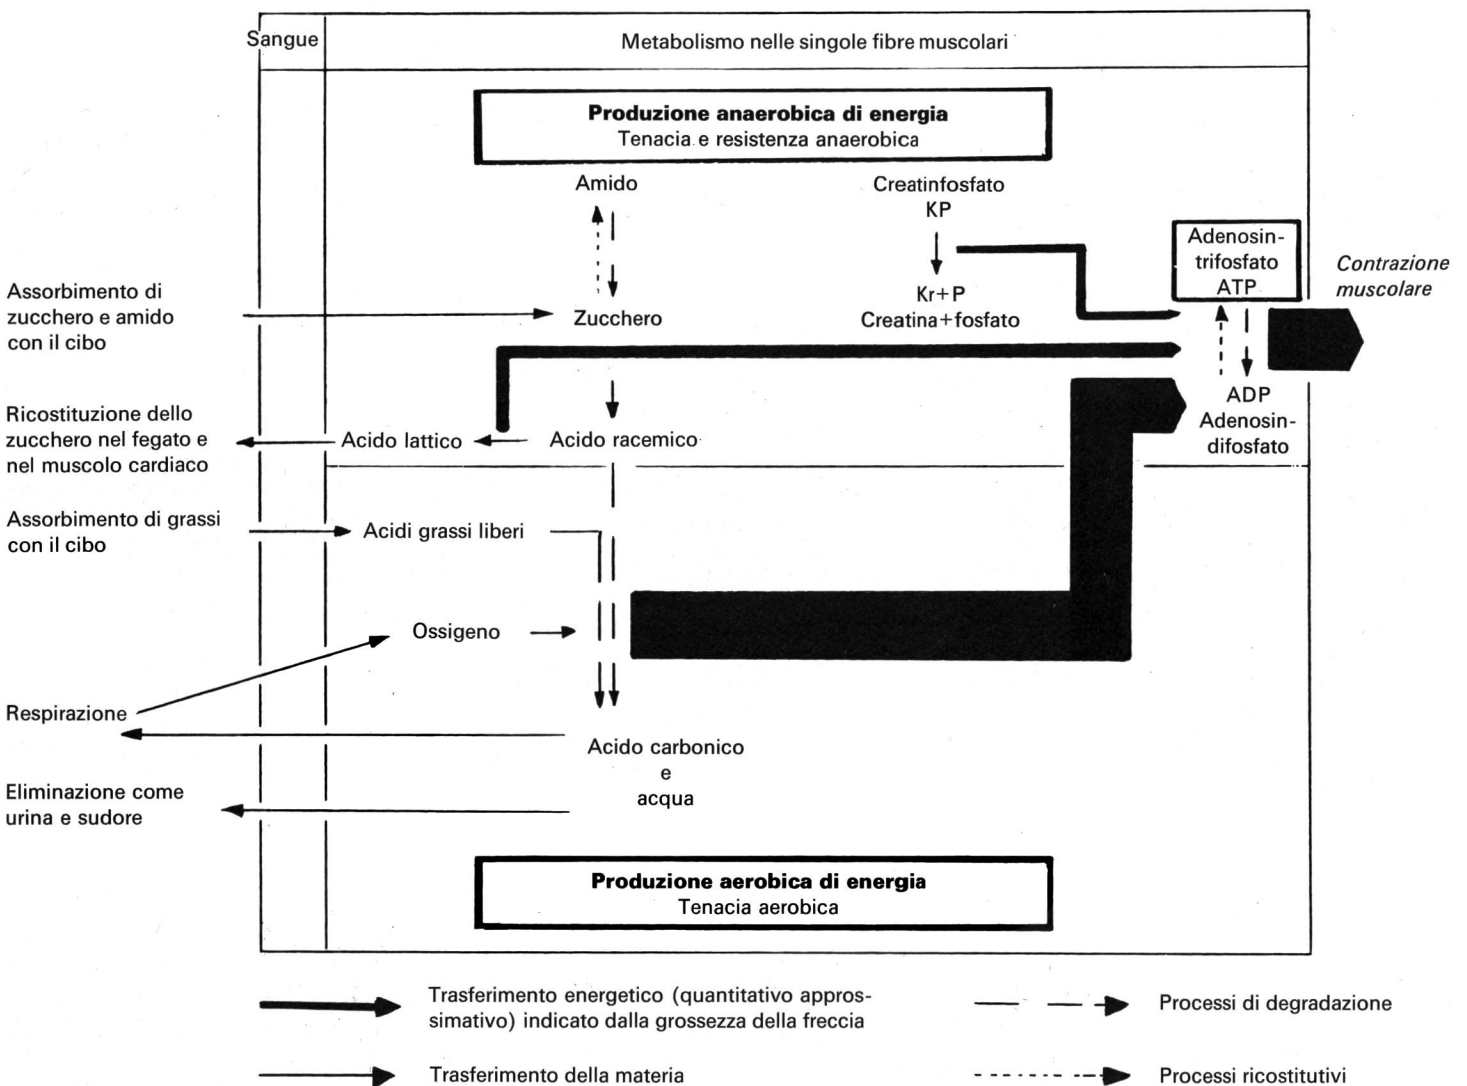 Sangue
Metabolismo nelle singole fibre muscolari
Produzione anaerobica di energia
Tenacia e resistenza anaerobica
Amido
Creatinfosfato
KP
Adenosin-
trifosfato
ATP
Contrazione
muscolare
Assorbimento di
zucchero e amido
con il cibo
Zucchero
Kr+P
Creatina+fosfato
ADP
Adenosin-
difosfato
Ricostituzione dello
zucchero nel fegato e
nel muscolo cardiaco
Acido lattico
Acido racemico
Assorbimento di grassi
con il cibo
Acidi grassi liberi
Ossigeno
Respirazione
Acido carbonico
e
acqua
Eliminazione come
urina e sudore
Produzione aerobica di energia
Tenacia aerobica
Trasferimento energetico (quantitativo appros-
simativo) indicato dalla grossezza della freccia
Processi di degradazione
Trasferimento della materia
Processi ricostitutivi